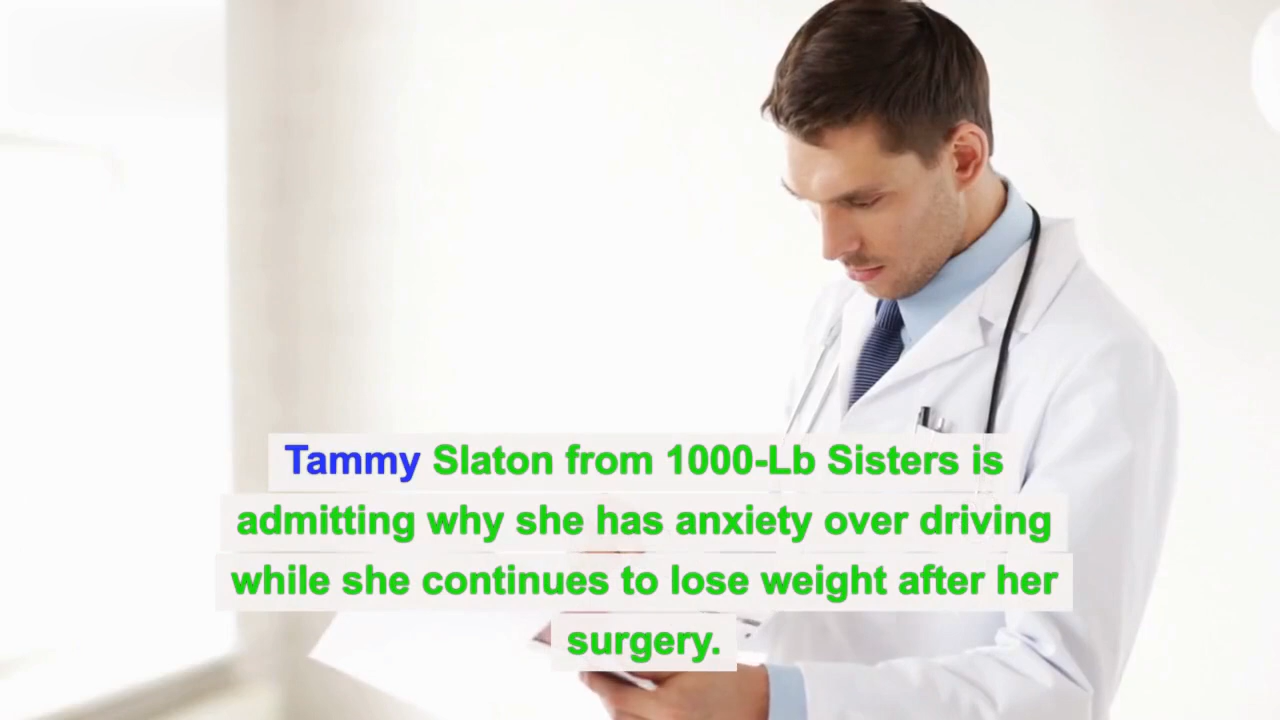 Tammy Slaton from 1000-Lb Sisters is
admitting why she has anxiety over driving
while she continues to lose weight after her
surgery.